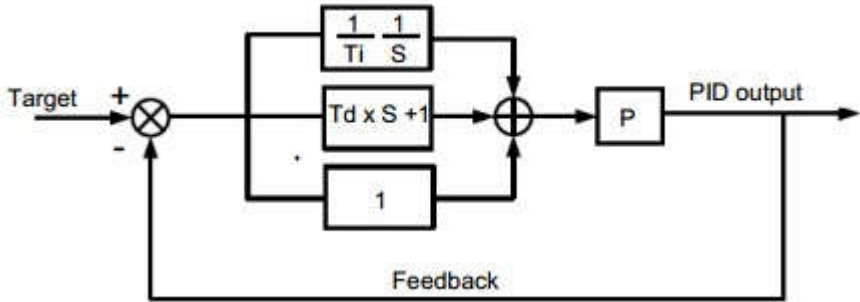 1 1
Ti S
Target
+
-
Td x S +1
P
PID output
1
Feedback